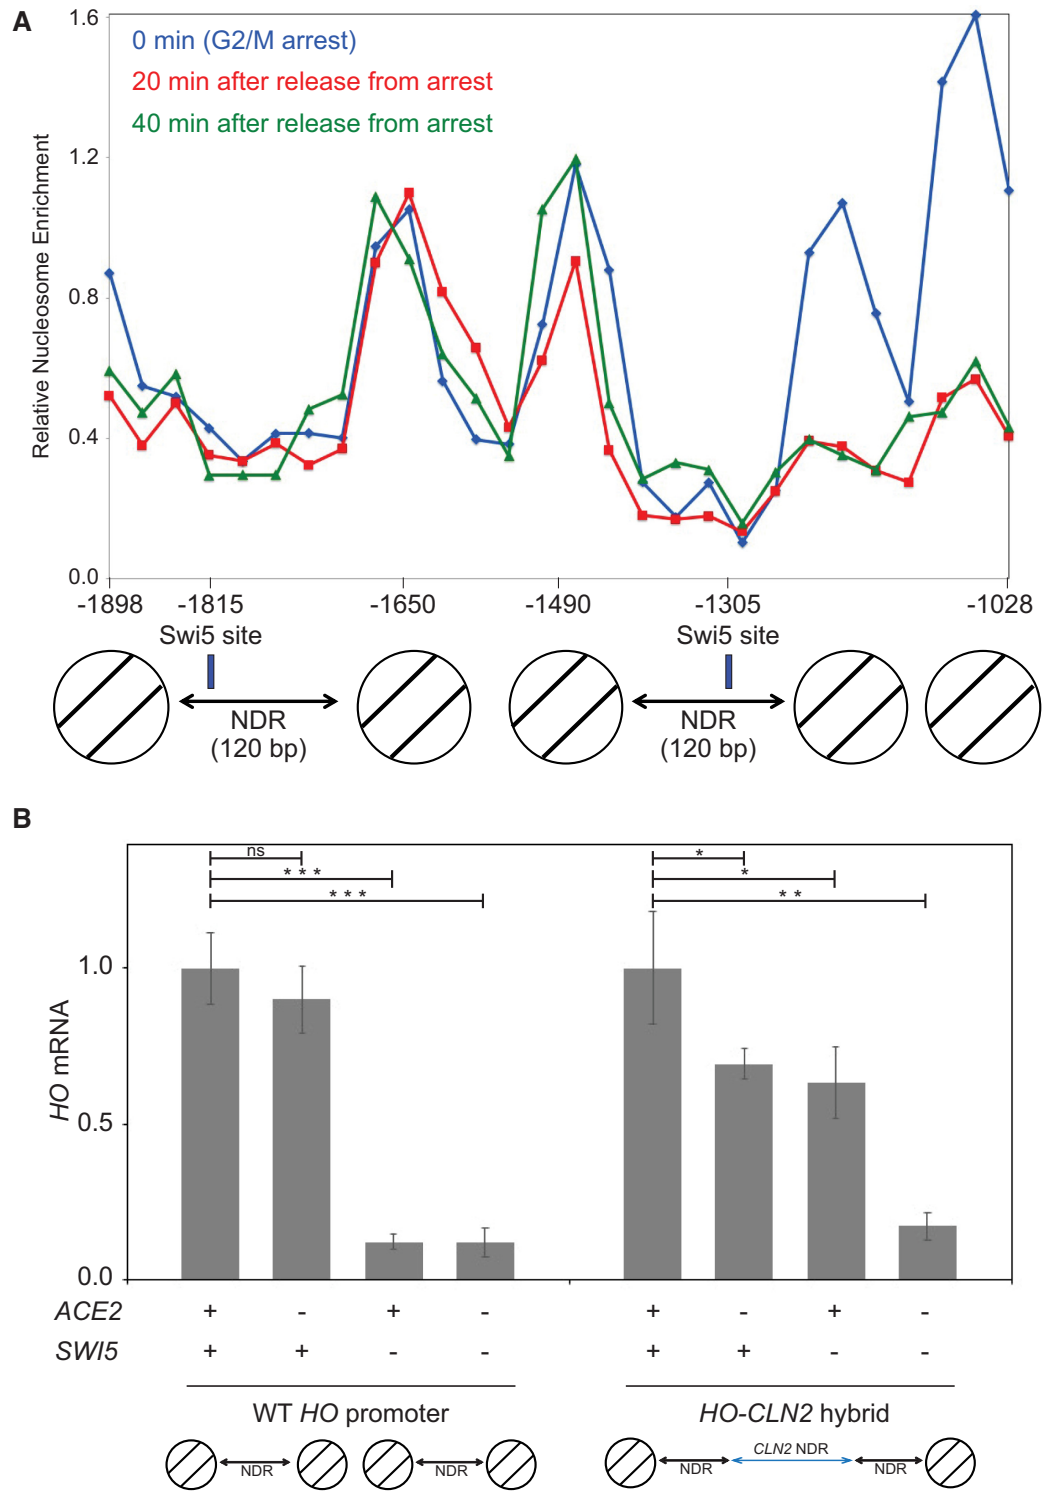 A
1.6
0 min (G2/M arrest)
20 min after release from arrest
40 min after release from arrest
1.2
0.8
0.4
0.0
Relative Nucleosome Enrichment
-1898 -1815 -1650 -1490 -1305 -1028
Swi5 site Swi5 site
NDR NDR
(120 bp) (120 bp)
B
ns *
* * * *
* * * * *
1.0
0.5
0.0
HO mRNA
ACE2 + - + - + - + -
SWI5 + + - - + + - -
WT HO promoter HO-CLN2 hybrid
CLN2 NDR
NDR NDR NDR NDR